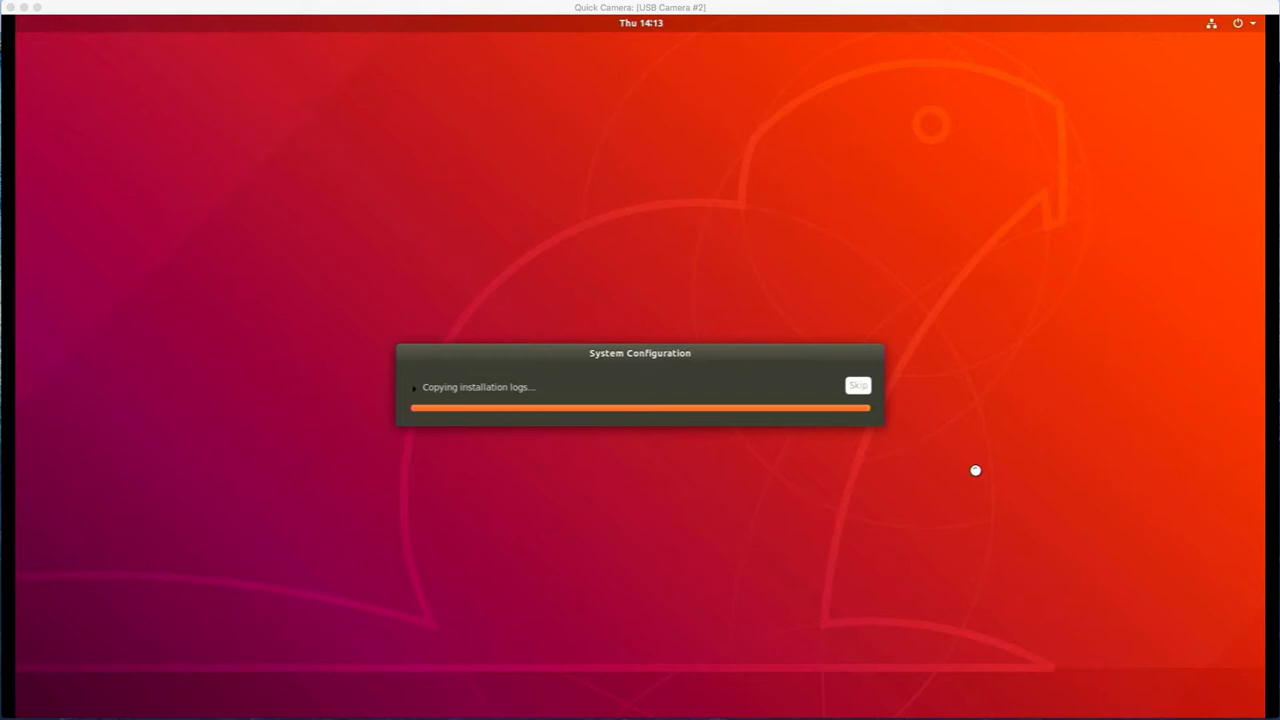 Quick Camera: [USB Camera #2]
Thu 14:13
System Configuration
Copying installation logs...
Skip